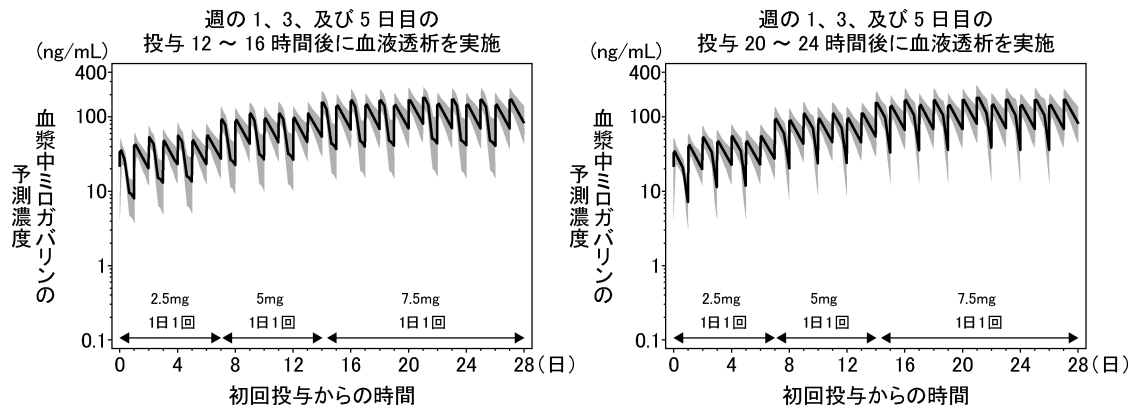 週の1、3、及び5日目の
投与12～16時間後に血液透析を実施
(ng/mL)
400
100
10
1
0.1
血漿中ミロガバリンの
予測濃度
2.5mg
1日1回
5mg
1日1回
7.5mg
1日1回
0 4 8 12 16 20 24 28(日)
初回投与からの時間
週の1、3、及び5日目の
投与20～24時間後に血液透析を実施
(ng/mL)
400
100
10
1
0.1
血漿中ミロガバリンの
予測濃度
2.5mg
1日1回
5mg
1日1回
7.5mg
1日1回
0 4 8 12 16 20 24 28(日)
初回投与からの時間